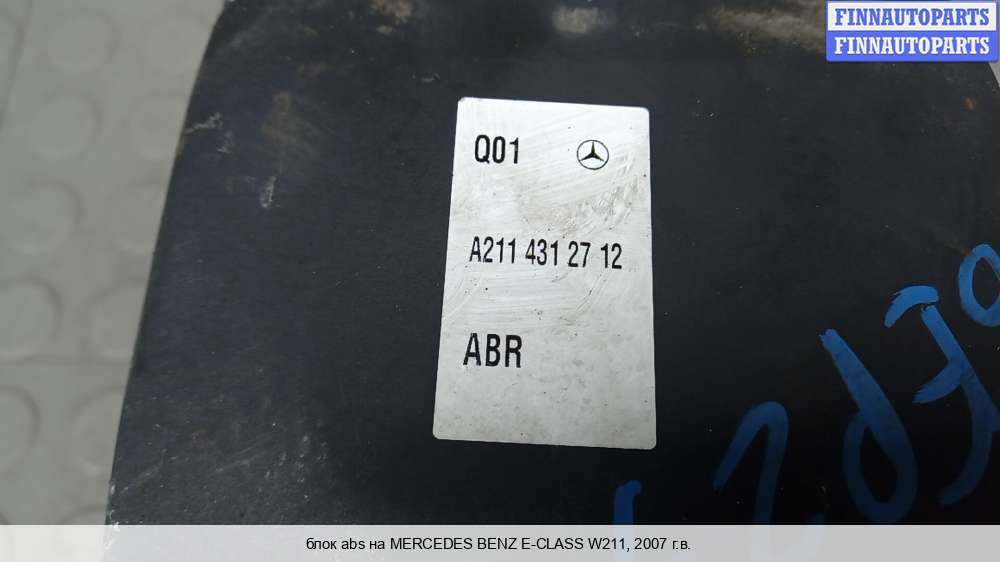 FINNAUTOPARTS
FINNAUTOPARTS
Q01
A211 431 27 12
ABR
блок abs на MERCEDES BENZ E-CLASS W211, 2007 г.в.